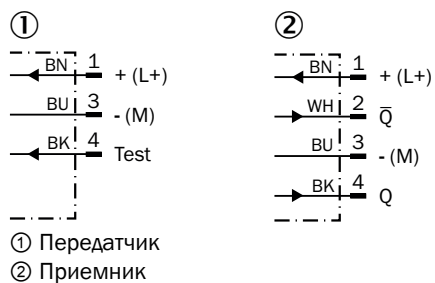 ①
BN 1 + (L+)
BU 3 - (M)
BK 4 Test
②
BN 1 + (L+)
WH 2 Q̅
BU 3 - (M)
BK 4 Q
① Передатчик
② Приемник